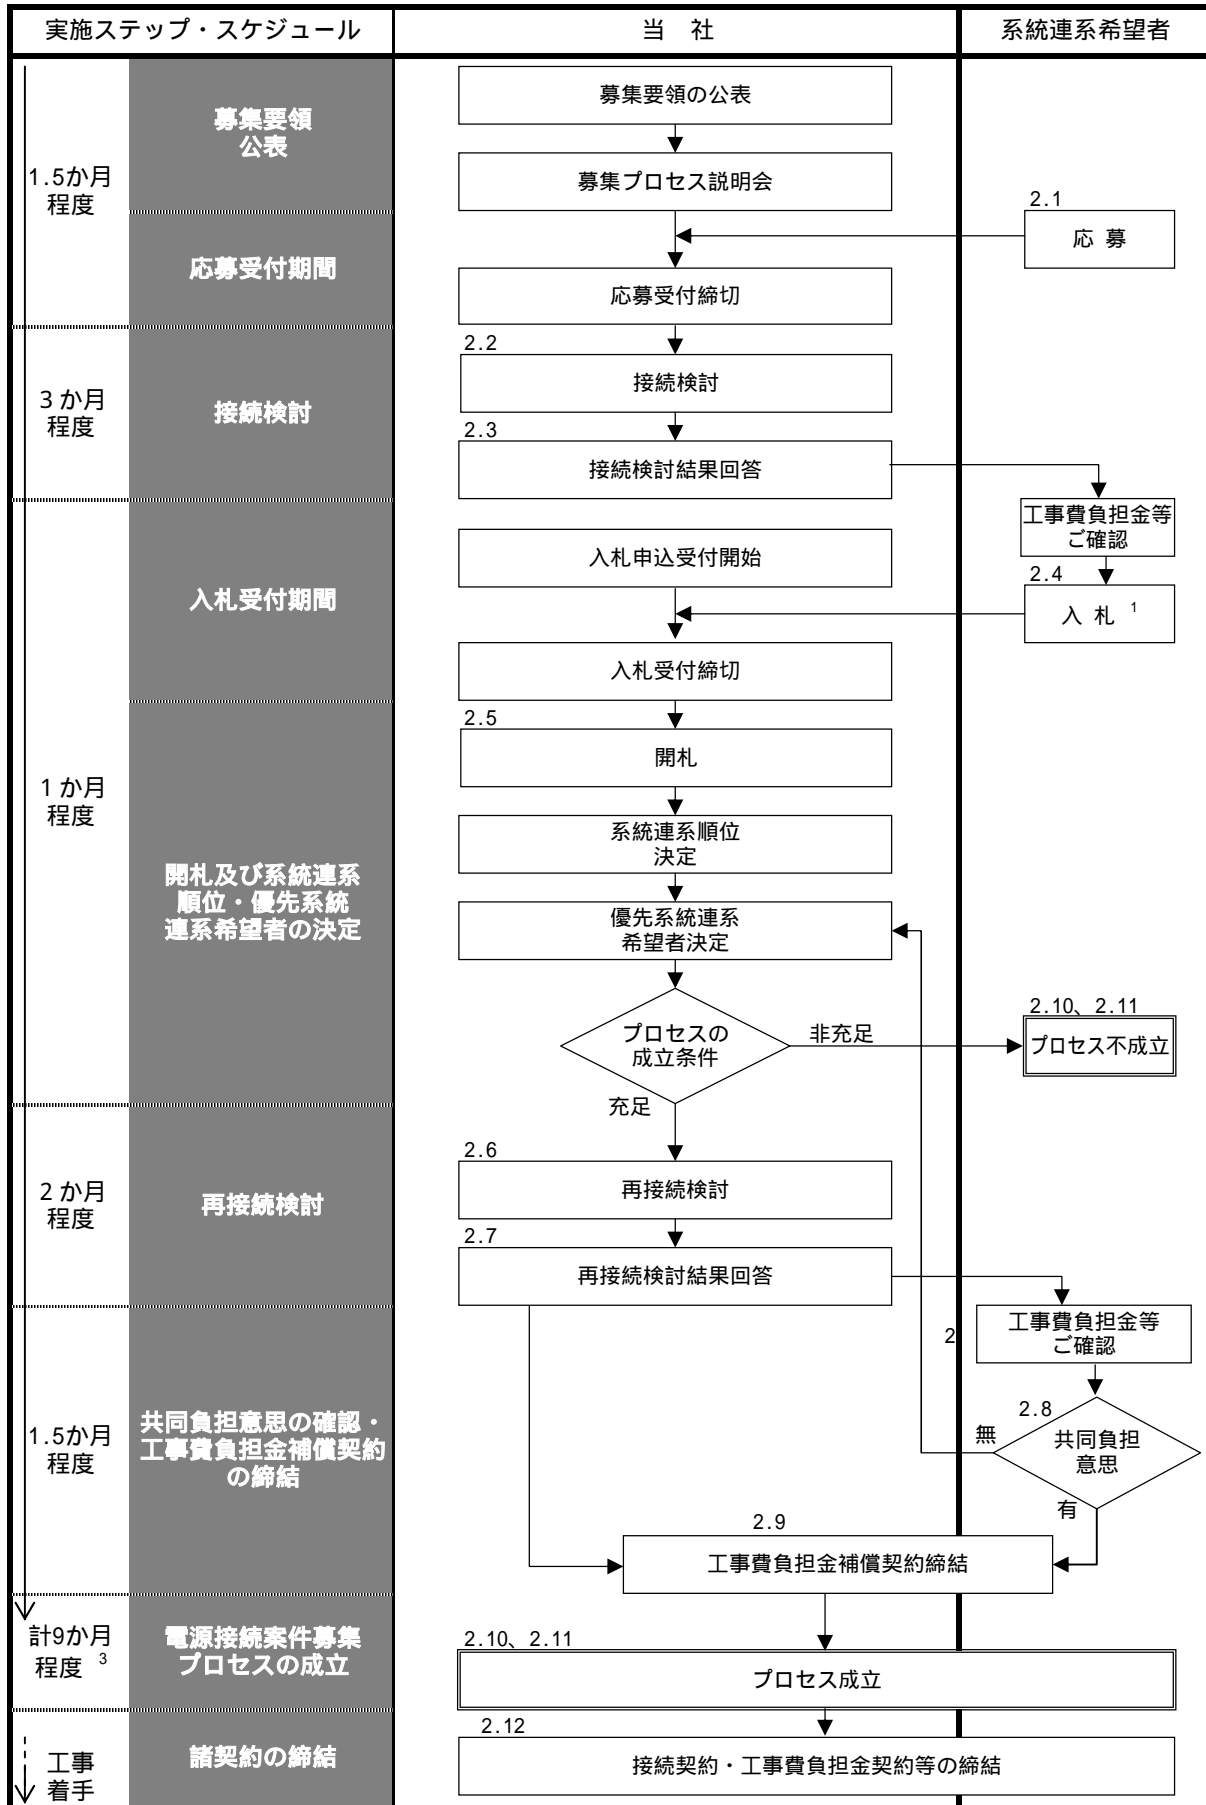 実施ステップ・スケジュール
当　社
系統連系希望者
1.5か月
程度
募集要領
公表
募集要領の公表
募集プロセス説明会
2.1
応 募
応募受付期間
応募受付締切
3か月
程度
接続検討
2.2
接続検討
2.3
接続検討結果回答
工事費負担金等
ご確認
1か月
程度
入札受付期間
入札申込受付開始
2.4
入 札 1
入札受付締切
開札及び系統連系
順位・優先系統
連系希望者の決定
2.5
開札
系統連系順位
決定
優先系統連系
希望者決定
プロセスの
成立条件
非充足
2.10、2.11
プロセス不成立
充足
2か月
程度
再接続検討
2.6
再接続検討
2.7
再接続検討結果回答
2
工事費負担金等
ご確認
1.5か月
程度
共同負担意思の確認・
工事費負担金補償契約
の締結
2.8
無
共同負担
意思
有
2.9
工事費負担金補償契約締結
計9か月
程度 3
電源接続案件募集
プロセスの成立
2.10、2.11
プロセス成立
工事
着手
諸契約の締結
2.12
接続契約・工事費負担金契約等の締結